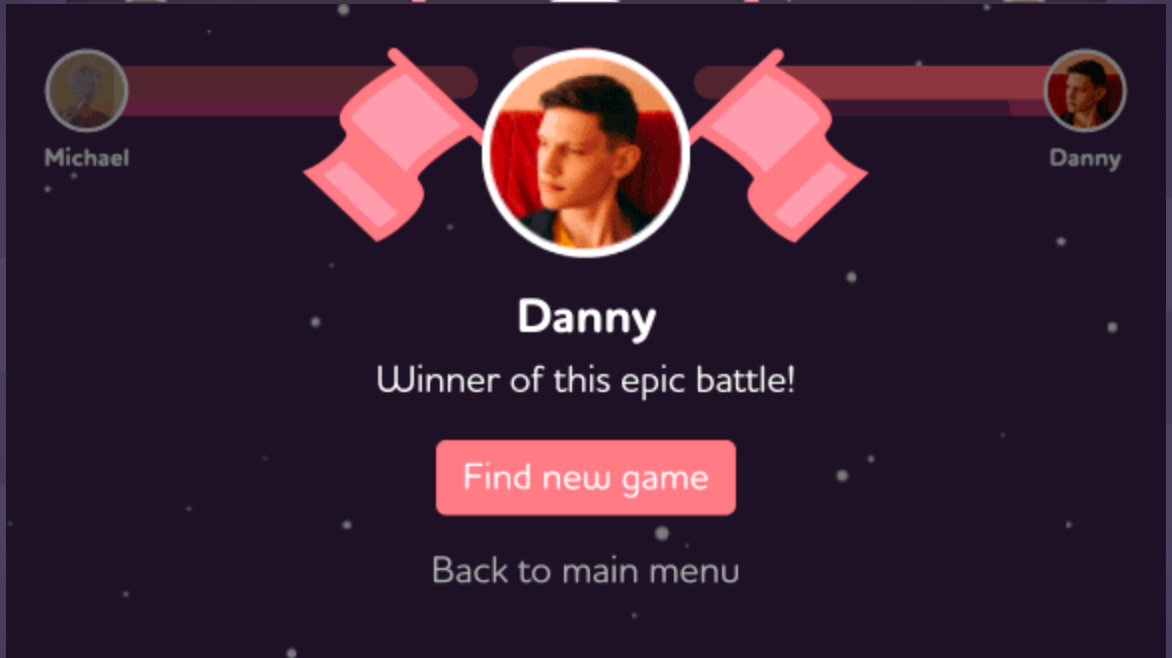 Michael
Danny
Danny
Winner of this epic battle!
Find new game
Back to main menu